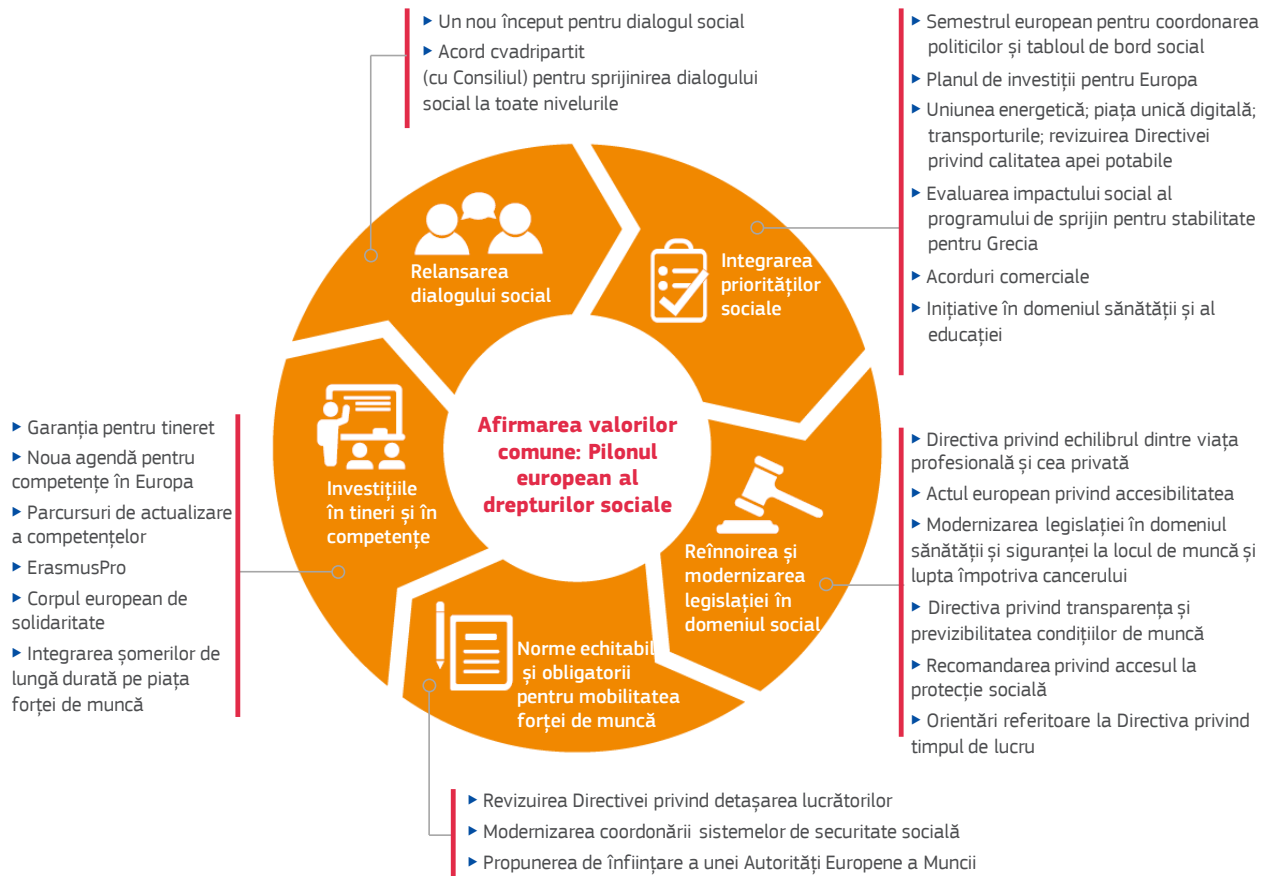 ▶ Un nou început pentru dialogul social
▶ Acord cvadripartit
(cu Consiliul) pentru sprijinirea dialogului
social la toate nivelurile
▶ Semestrul european pentru coordonarea
politicilor și tabloul de bord social
▶ Planul de investiții pentru Europa
▶ Uniunea energetică; piața unică digitală;
transporturile; revizuirea Directivei
privind calitatea apei potabile
▶ Evaluarea impactului social al
programului de sprijin pentru stabilitate
pentru Grecia
▶ Acorduri comerciale
▶ Inițiative în domeniul sănătății și al
educației
Relansarea
dialogului social
Integrarea
priorităților
sociale
Afirmarea valorilor
comune: Pilonul
european al
drepturilor sociale
Investițiile
în tineri și în
competențe
Reînnoirea și
modernizarea
legislației în
domeniul social
Norme echitabil
și obligatorii
pentru mobilitatea
forței de muncă
▶ Garanția pentru tineret
▶ Noua agendă pentru
competențe în Europa
▶ Parcursuri de actualizare
a competențelor
▶ ErasmusPro
▶ Corpul european de
solidaritate
▶ Integrarea șomerilor de
lungă durată pe piața
forței de muncă
▶ Directiva privind echilibrul dintre viața
profesională și cea privată
▶ Actul european privind accesibilitatea
▶ Modernizarea legislației în domeniul
sănătății și siguranței la locul de muncă și
lupta împotriva cancerului
▶ Directiva privind transparența și
previzibilitatea condițiilor de muncă
▶ Recomandarea privind accesul la
protecție socială
▶ Orientări referitoare la Directiva privind
timpul de lucru
▶ Revizuirea Directivei privind detașarea lucrătorilor
▶ Modernizarea coordonării sistemelor de securitate socială
▶ Propunerea de înființare a unei Autorități Europene a Muncii